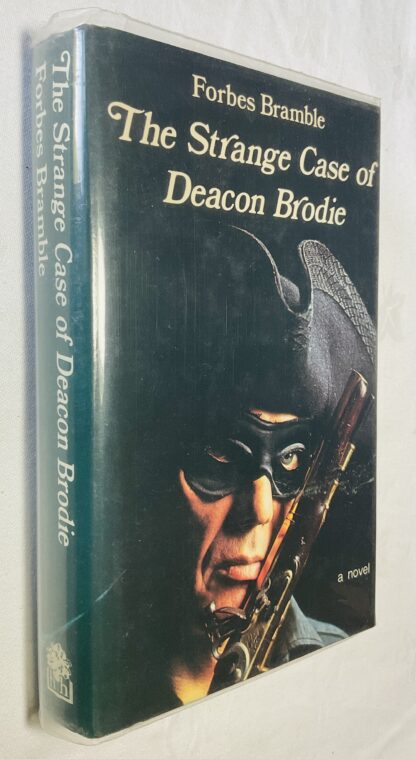 Forbes Bramble
The Strange Case of
Deacon Brodie
a novel
The Strange Case of Deacon Brodie
Forbes Bramble